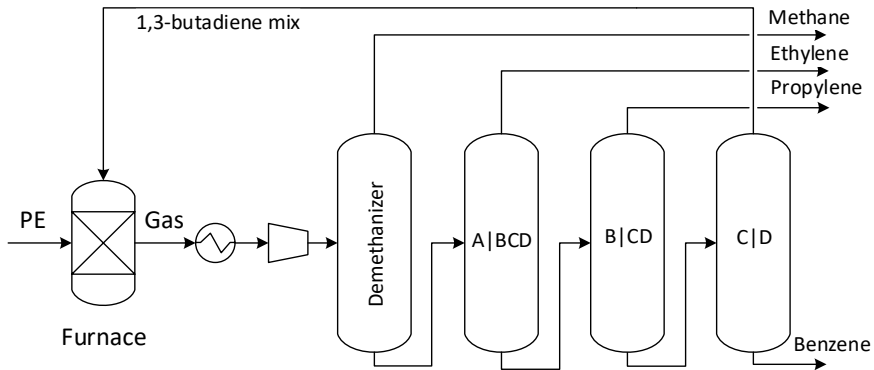 1,3-butadiene mix
Methane
Ethylene
Propylene
PE
Gas
Furnace
Demethanizer
A|BCD
B|CD
C|D
Benzene